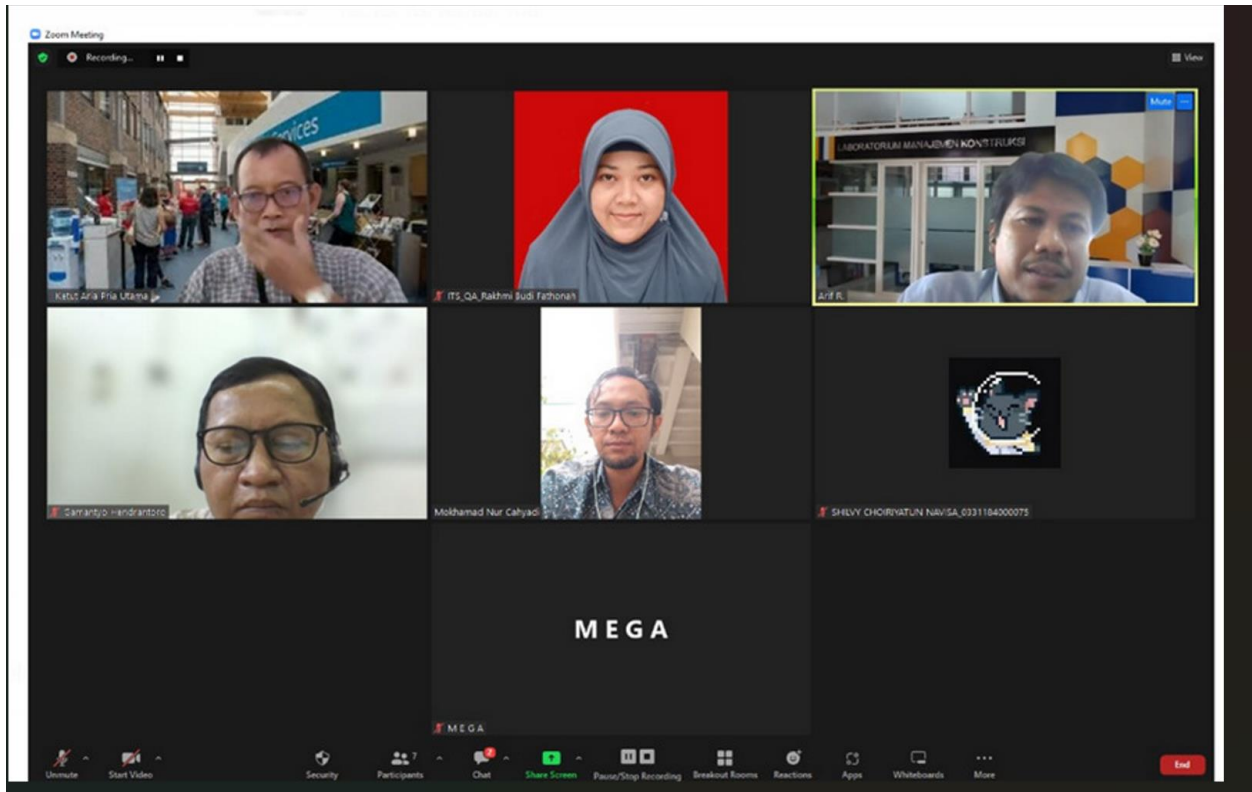 Zoom Meeting
Recording...
View
Services
Mute
LABORATORIUM MANAJEMEN KONSTRUKSI
Ketut Aria Pria Utama
ITS_QA_Rakhmi Budi Fathonah
Arif R.
Gamantyo Hendrantoro
Mokhamad Nur Cahyadi
SHILVY CHOIRIYATUN NAVISA_0331184000075
MEGA
MEGA
7
2
Unmute
Start Video
Security
Participants
Chat
Share Screen
Pause/Stop Recording
Breakout Rooms
Reactions
Apps
Whiteboards
More
End